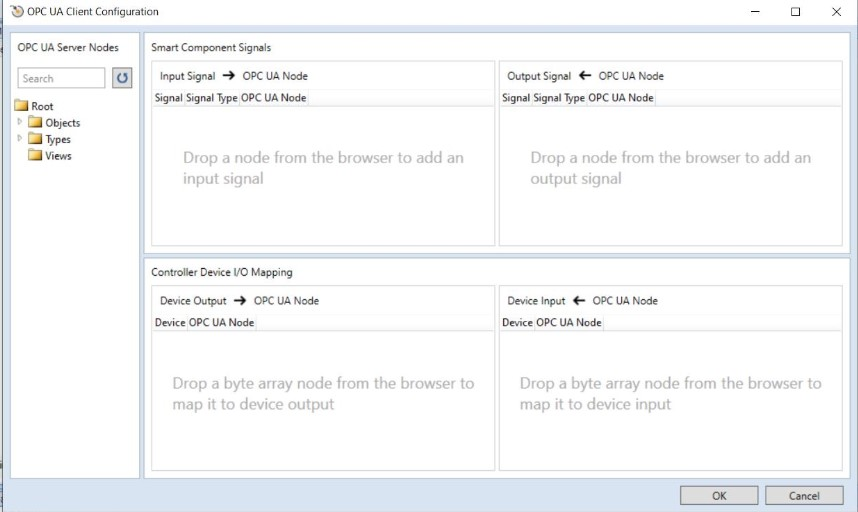 OPC UA Client Configuration
OPC UA Server Nodes
Search
Root
Objects
Types
Views
Smart Component Signals
Input Signal → OPC UA Node
Signal Signal Type OPC UA Node
Drop a node from the browser to add an
input signal
Output Signal ← OPC UA Node
Signal Signal Type OPC UA Node
Drop a node from the browser to add an
output signal
Controller Device I/O Mapping
Device Output → OPC UA Node
Device OPC UA Node
Drop a byte array node from the browser to
map it to device output
Device Input ← OPC UA Node
Device OPC UA Node
Drop a byte array node from the browser to
map it to device input
OK
Cancel